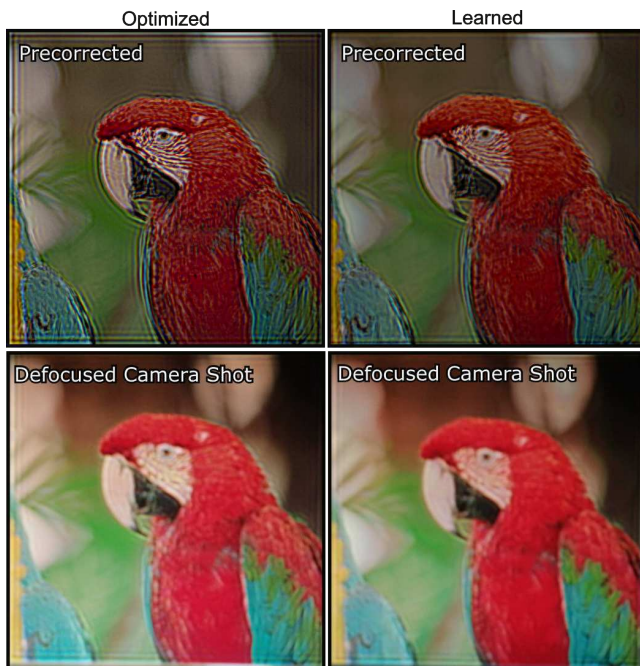 Optimized
Learned
Precorrected
Precorrected
Defocused Camera Shot
Defocused Camera Shot